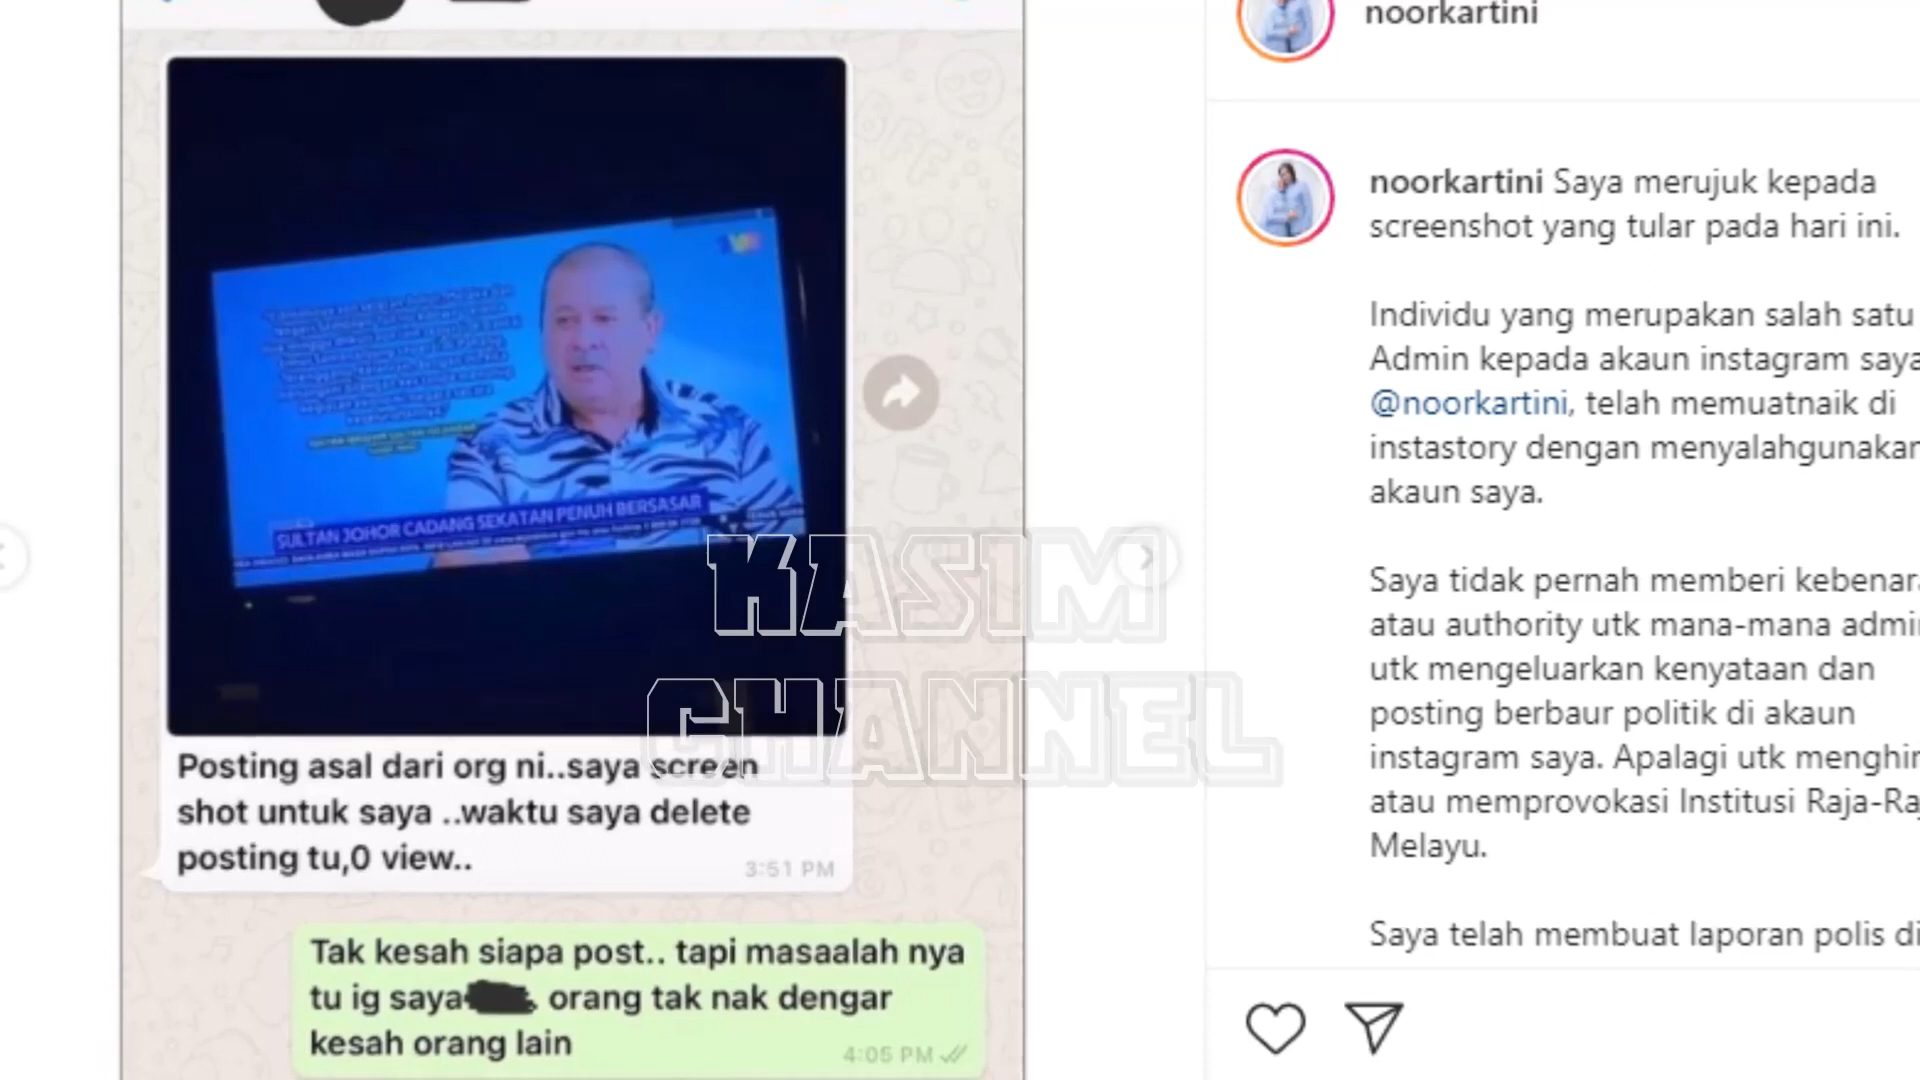 SULTAN JOHOR CADANG SEKATAN PENUH BERSASAR
Posting asal dari org ni..saya screen
shot untuk saya ..waktu saya delete
posting tu,0 view..
3:51 PM
Tak kesah siapa post.. tapi masaalah nya
tu ig saya orang tak nak dengar
kesah orang lain
4:05 PM
KASIM
CHANNEL
noorkartini
noorkartini Saya merujuk kepada
screenshot yang tular pada hari ini.
Individu yang merupakan salah satu
Admin kepada akaun instagram saya
@noorkartini, telah memuatnaik di
instastory dengan menyalahgunakan
akaun saya.
Saya tidak pernah memberi kebenara
atau authority utk mana-mana admi
utk mengeluarkan kenyataan dan
posting berbaur politik di akaun
instagram saya. Apalagi utk menghi
atau memprovokasi Institusi Raja-Ra
Melayu.
Saya telah membuat laporan polis di